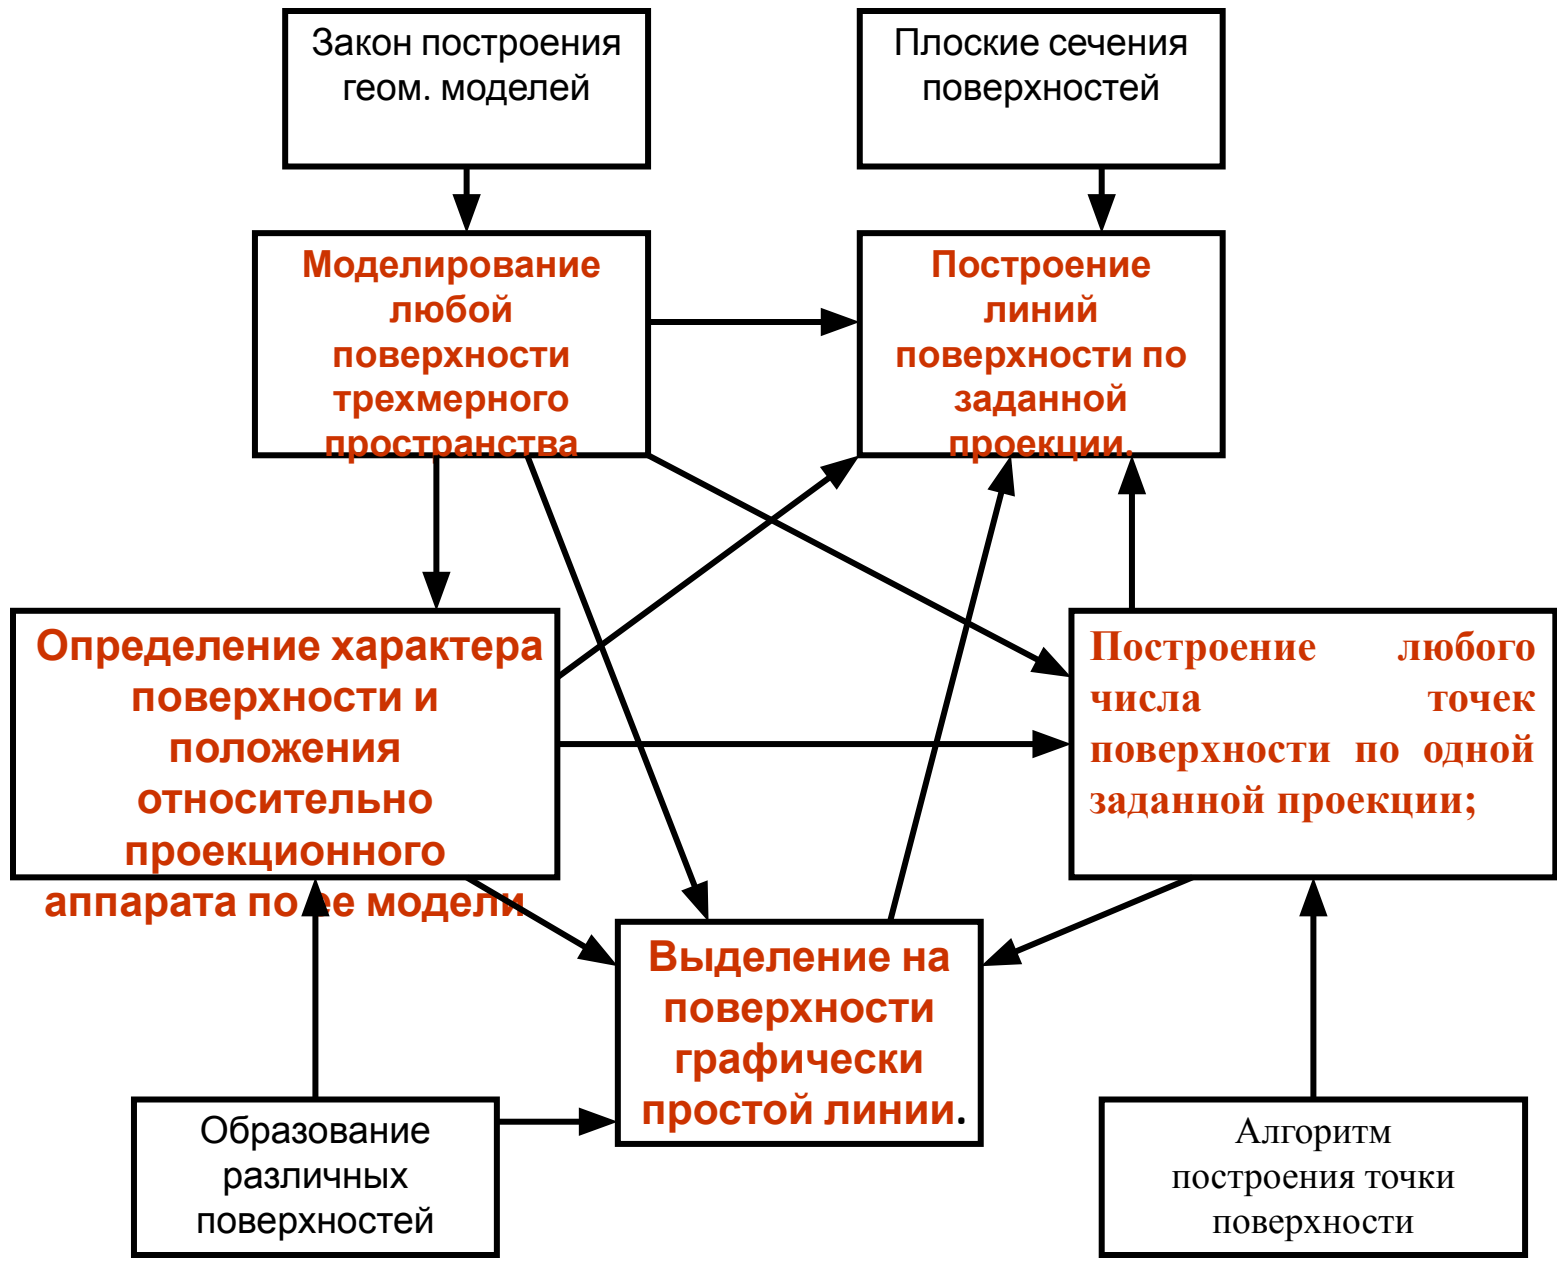 Закон построения
геом. моделей
Плоские сечения
поверхностей
Моделирование
любой
поверхности
трехмерного
пространства
Построение
линий
поверхности по
заданной
проекции.
Определение характера
поверхности и
положения
относительно
проекционного
аппарата по ее модели
Построение любого
числа точек
поверхности по одной
заданной проекции;
Выделение на
поверхности
графически
простой линии.
Образование
различных
поверхностей
Алгоритм
построения точки
поверхности